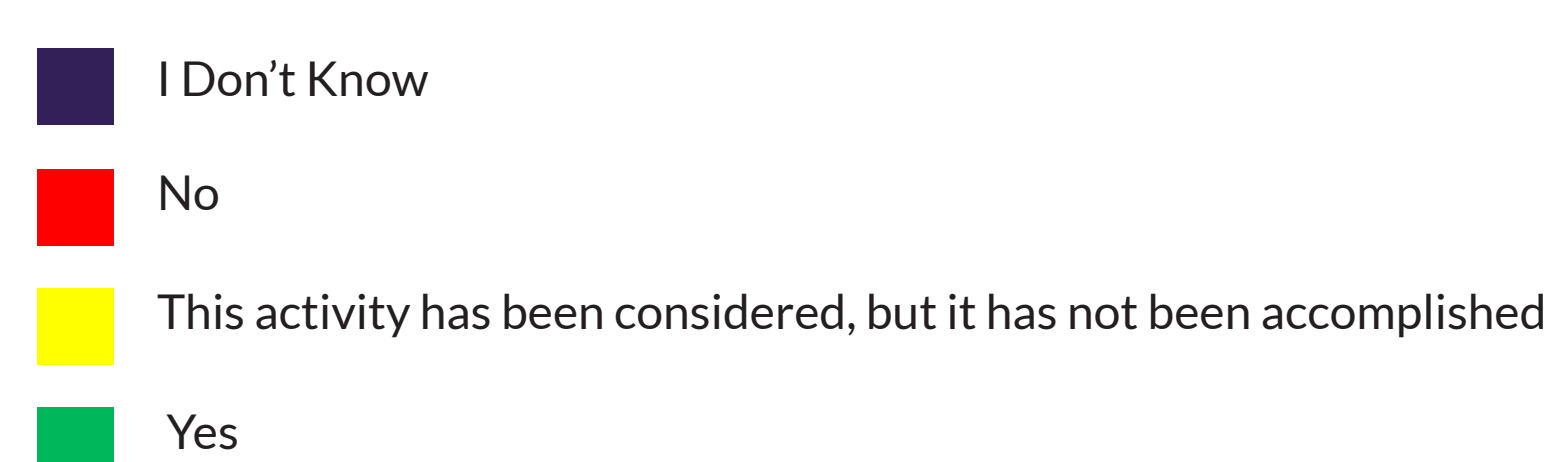 I Don’t Know
No
This activity has been considered, but it has not been accomplished
Yes